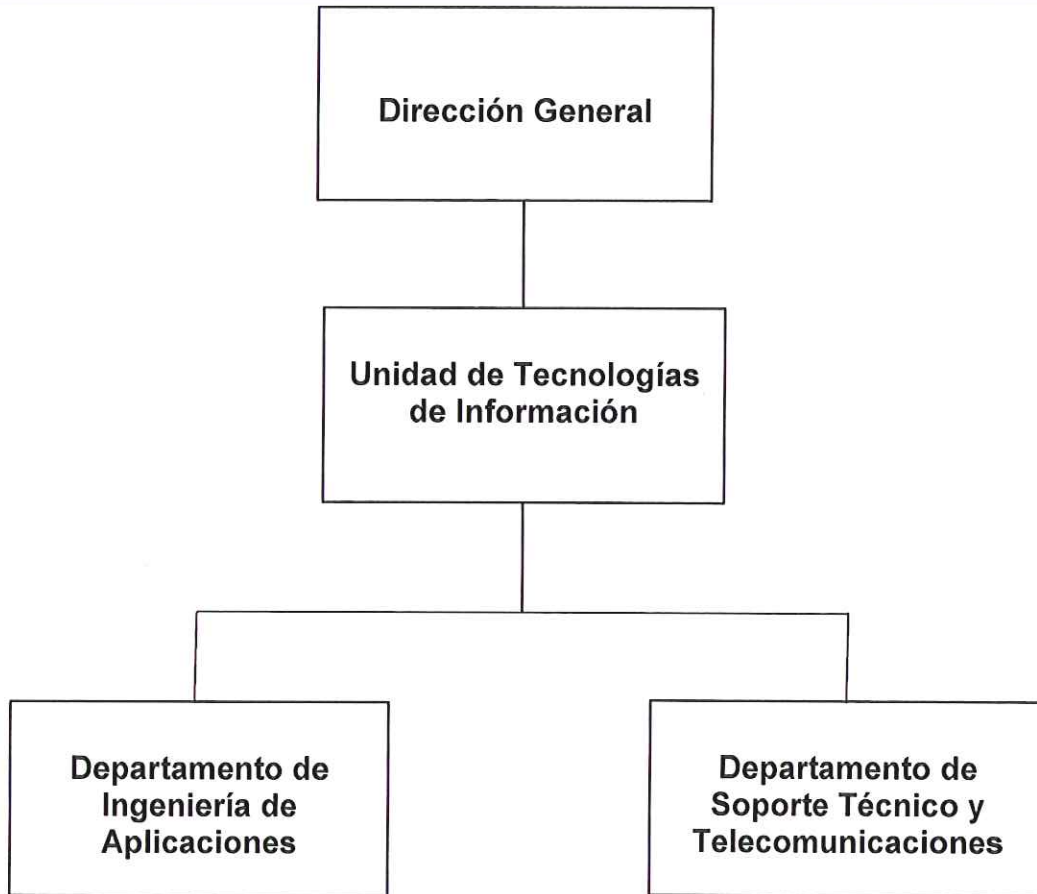 Dirección General
Unidad de Tecnologías
de Información
Departamento de
Ingeniería de
Aplicaciones
Departamento de
Soporte Técnico y
Telecomunicaciones